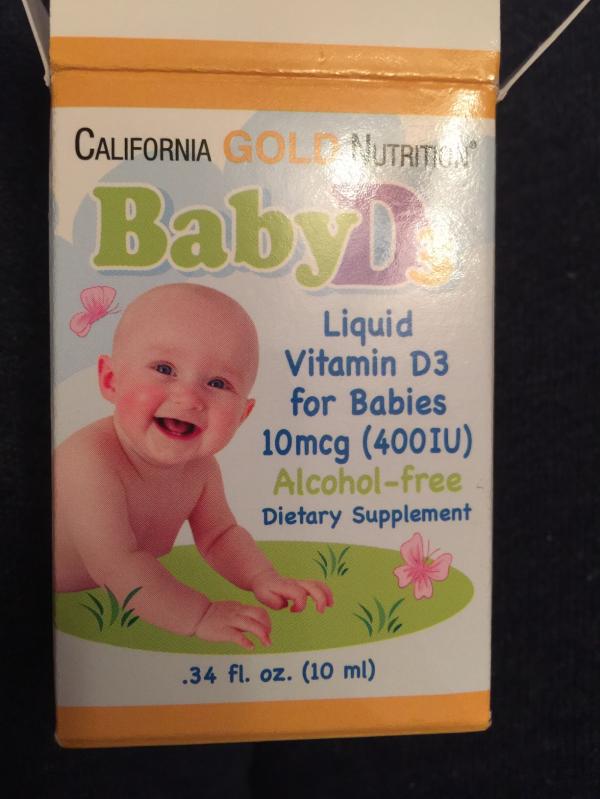 CALIFORNIA GOLD NUTRITION®
BabyD3
Liquid
Vitamin D3
for Babies
10mcg (400IU)
Alcohol-free
Dietary Supplement
.34 fl. oz. (10 ml)